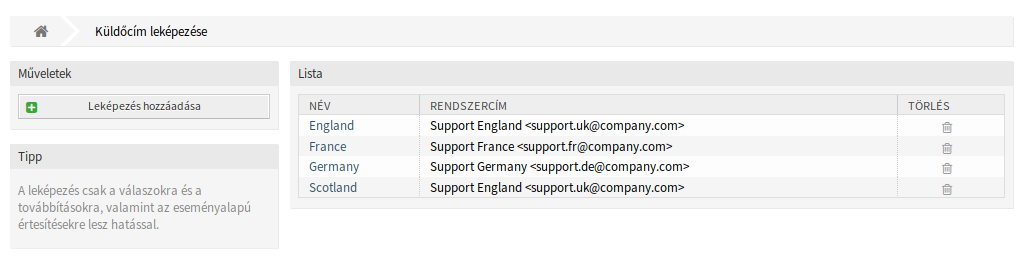 Küldőcím leképezése
Műveletek
Leképezés hozzáadása
Tipp
A leképezés csak a válaszokra és a
továbbításokra, valamint az eseményalapú
értesítésekre lesz hatással.
Lista
NÉV RENDSZERCÍM TÖRLÉS
England Support England <support.uk@company.com>
France Support France <support.fr@company.com>
Germany Support Germany <support.de@company.com>
Scotland Support England <support.uk@company.com>